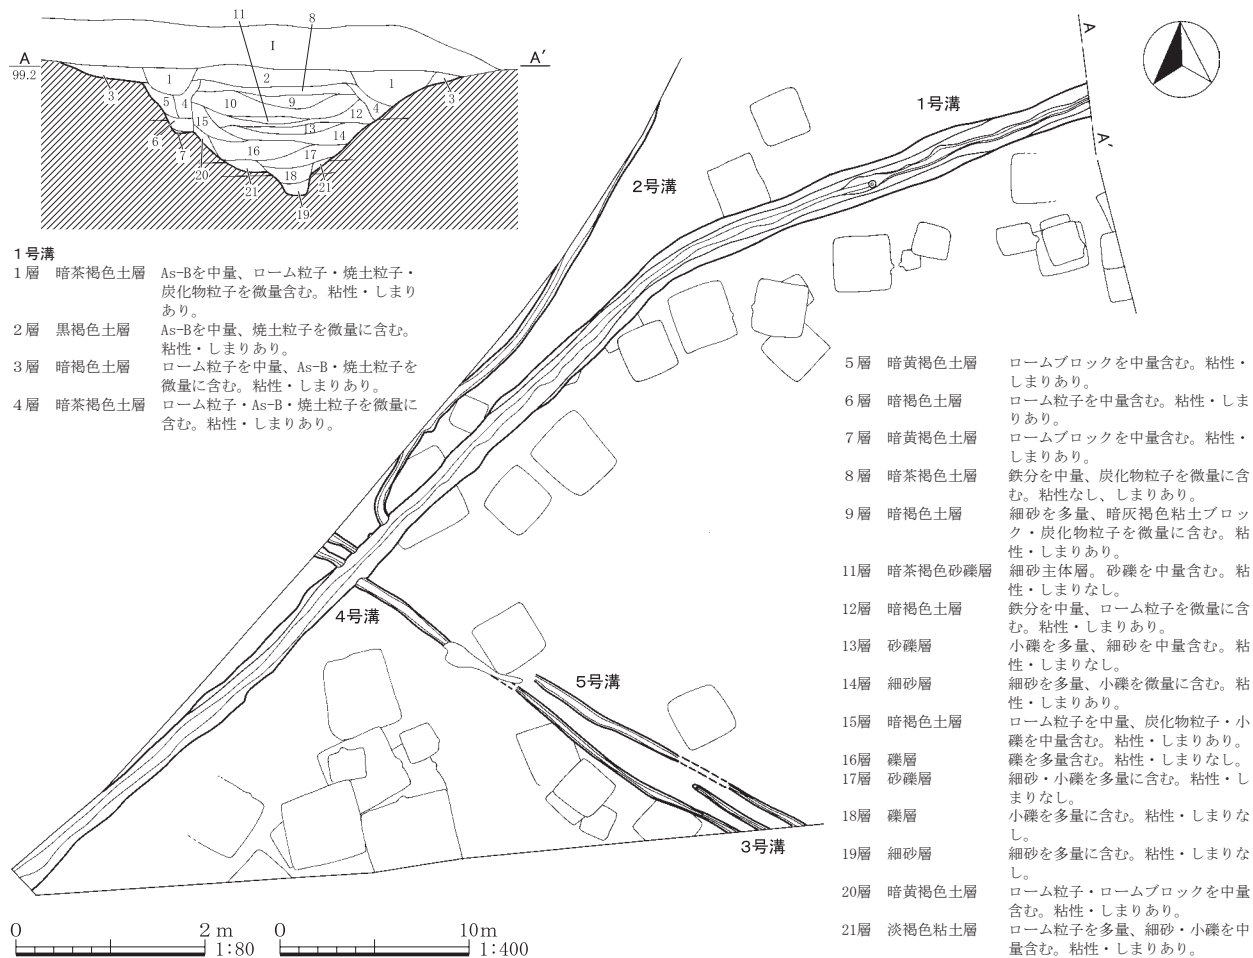 11
8
I
A
A′
99.2
1
2
1
3
3
5
4
10
9
12
4
15
13
14
6
7
16
17
20
21
18
21
19
A
A′
1号溝
2号溝
4号溝
5号溝
3号溝
1号溝
1層 暗茶褐色土層 As-Bを中量、ローム粒子・焼土粒子・
炭化物粒子を微量含む。粘性・しまり
あり。
2層 黒褐色土層 As-Bを中量、焼土粒子を微量に含む。
粘性・しまりあり。
3層 暗褐色土層 ローム粒子を中量、As-B・焼土粒子を
微量に含む。粘性・しまりあり。
4層 暗茶褐色土層 ローム粒子・As-B・焼土粒子を微量に
含む。粘性・しまりあり。
5層 暗黄褐色土層 ロームブロックを中量含む。粘性・
しまりあり。
6層 暗褐色土層 ローム粒子を中量含む。粘性・しま
りあり。
7層 暗黄褐色土層 ロームブロックを中量含む。粘性・
しまりあり。
8層 暗茶褐色土層 鉄分を中量、炭化物粒子を微量に含
む。粘性なし、しまりあり。
9層 暗褐色土層 細砂を多量、暗灰褐色粘土ブロッ
ク・炭化物粒子を微量に含む。粘
性・しまりあり。
11層 暗茶褐色砂礫層 細砂主体層。砂礫を中量含む。粘
性・しまりなし。
12層 暗褐色土層 鉄分を中量、ローム粒子を微量に含
む。粘性・しまりあり。
13層 砂礫層 小礫を多量、細砂を中量含む。粘
性・しまりなし。
14層 細砂層 細砂を多量、小礫を微量に含む。粘
性・しまりあり。
15層 暗褐色土層 ローム粒子を中量、炭化物粒子・小
礫を中量含む。粘性・しまりあり。
16層 礫層 礫を多量含む。粘性・しまりなし。
17層 砂礫層 細砂・小礫を多量に含む。粘性・し
まりなし。
18層 礫層 小礫を多量に含む。粘性・しまりな
し。
19層 細砂層 細砂を多量に含む。粘性・しまりな
し。
20層 暗黄褐色土層 ローム粒子・ロームブロックを中量
含む。粘性・しまりあり。
21層 淡褐色粘土層 ローム粒子を多量、細砂・小礫を中
量含む。粘性・しまりあり。
0 2 m
1:80
0 10m
1:400